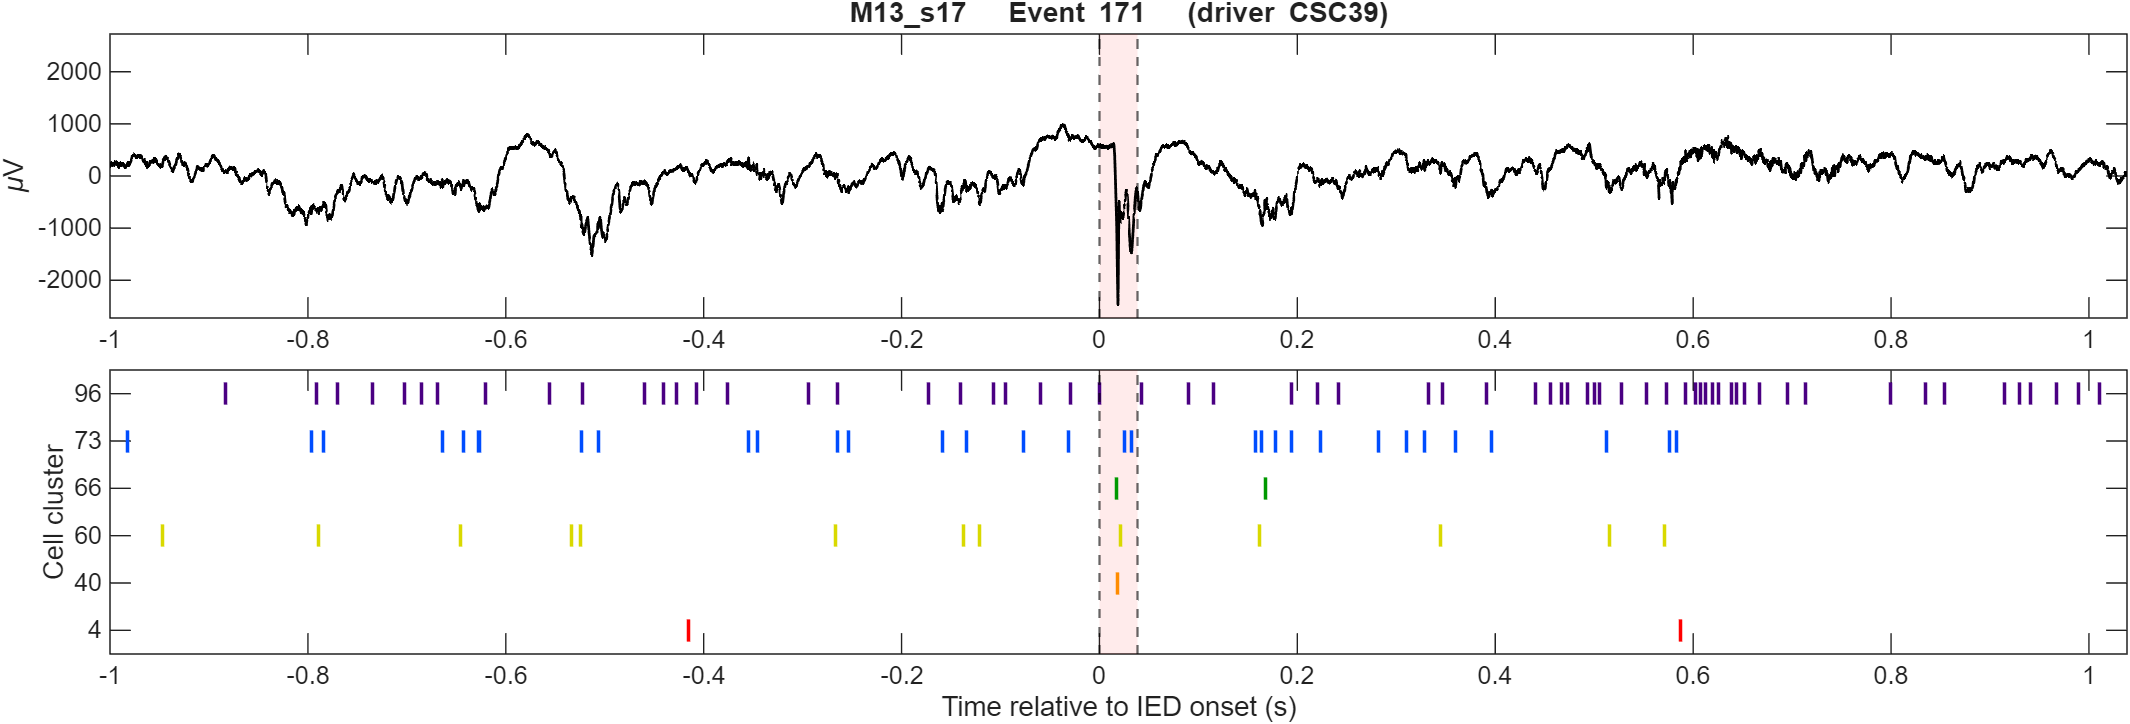 M13_s17 Event 171 (driver CSC39)
2000
1000
0
-1000
-2000
µV
-1 -0.8 -0.6 -0.4 -0.2 0 0.2 0.4 0.6 0.8 1
96
73
66
60
40
4
Cell cluster
-1 -0.8 -0.6 -0.4 -0.2 0 0.2 0.4 0.6 0.8 1
Time relative to IED onset (s)